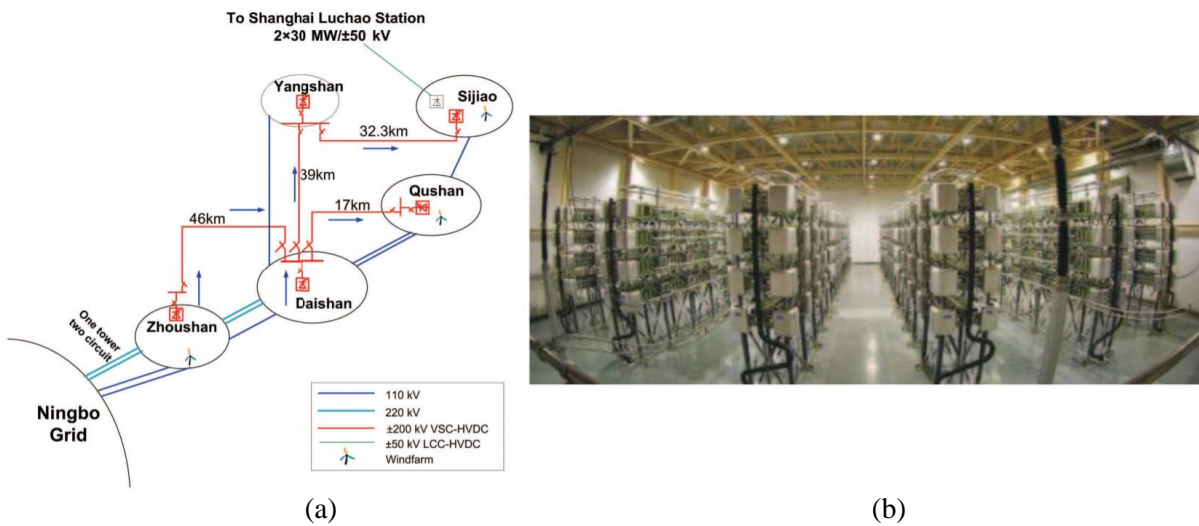 To Shanghai Luchao Station
2×30 MW/±50 kV
Yangshan
Sijiao
32.3km
39km
Qushan
17km
46km
Daishan
Zhoushan
One tower
two circuit
Ningbo
Grid
110 kV
220 kV
±200 kV VSC-HVDC
±50 kV LCC-HVDC
Windfarm
(a)
(b)